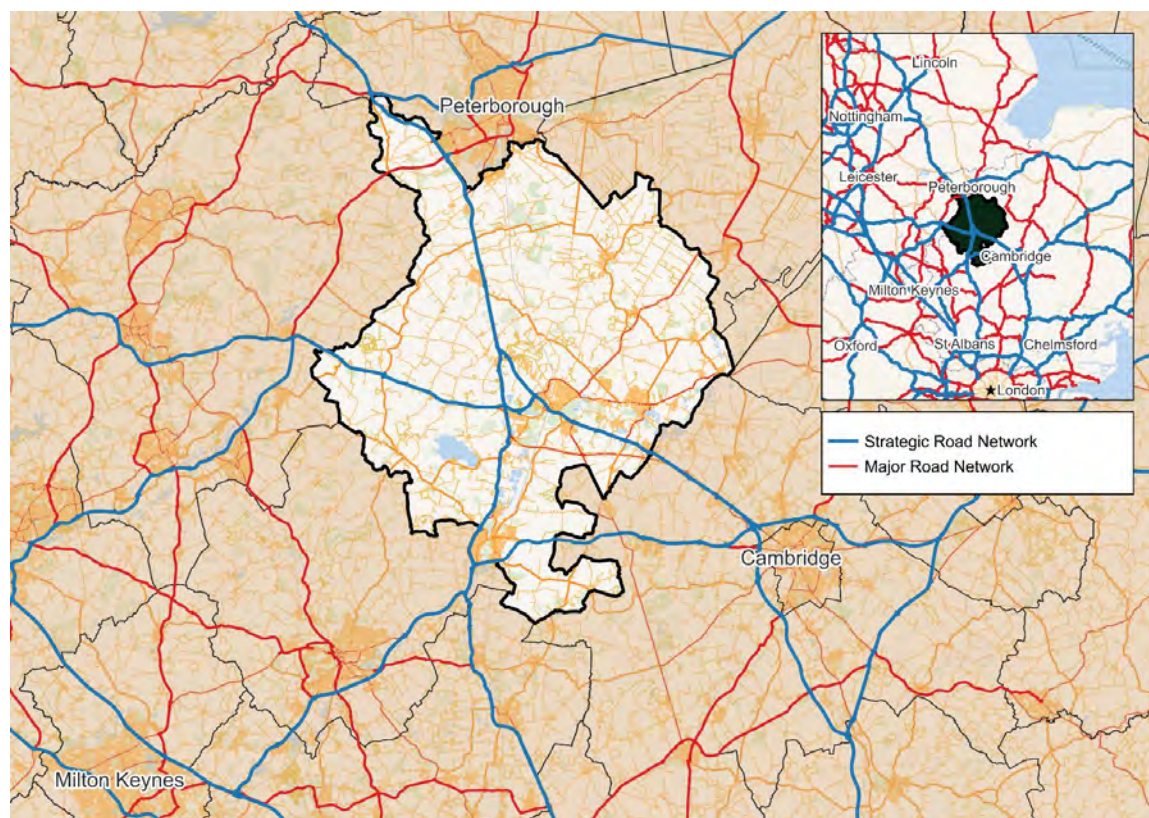 Peterborough
Cambridge
Milton Keynes
Lincoln
Nottingham
Leicester
Peterborough
Cambridge
Milton Keynes
Oxford
St Albans
Chelmsford
London
Strategic Road Network
Major Road Network